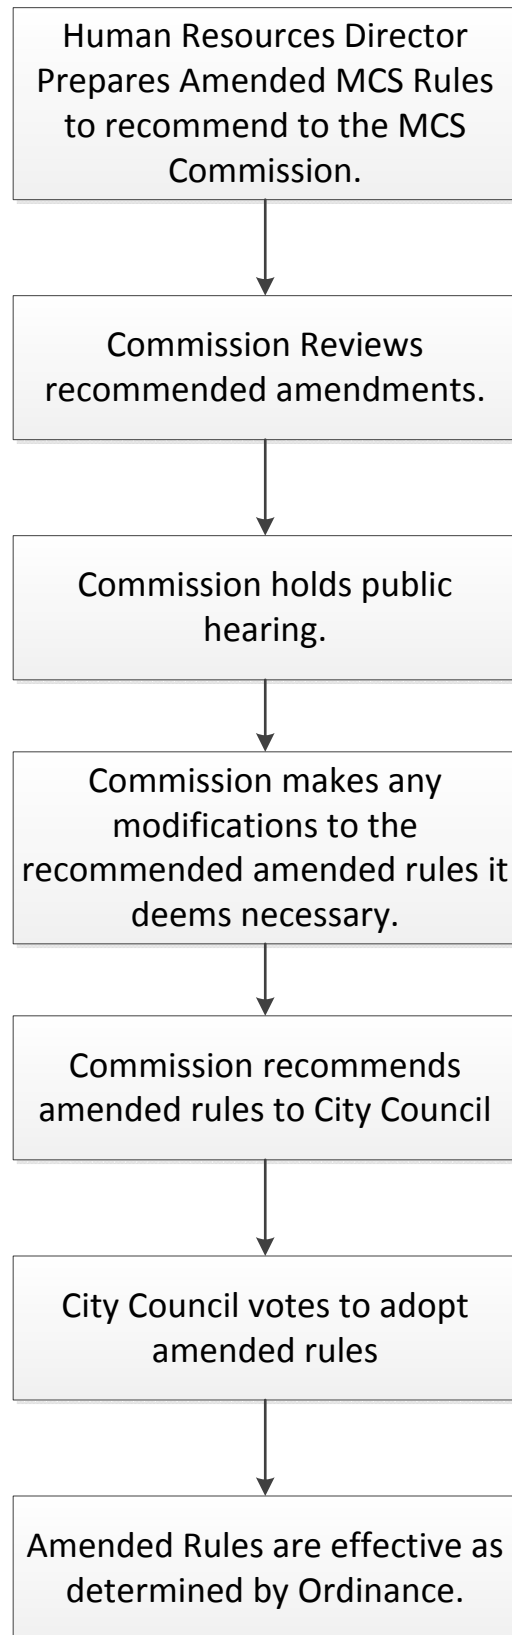 Human Resources Director
Prepares Amended MCS Rules
to recommend to the MCS
Commission.
Commission Reviews
recommended amendments.
Commission holds public
hearing.
Commission makes any
modifications to the
recommended amended rules it
deems necessary.
Commission recommends
amended rules to City Council
City Council votes to adopt
amended rules
Amended Rules are effective as
determined by Ordinance.